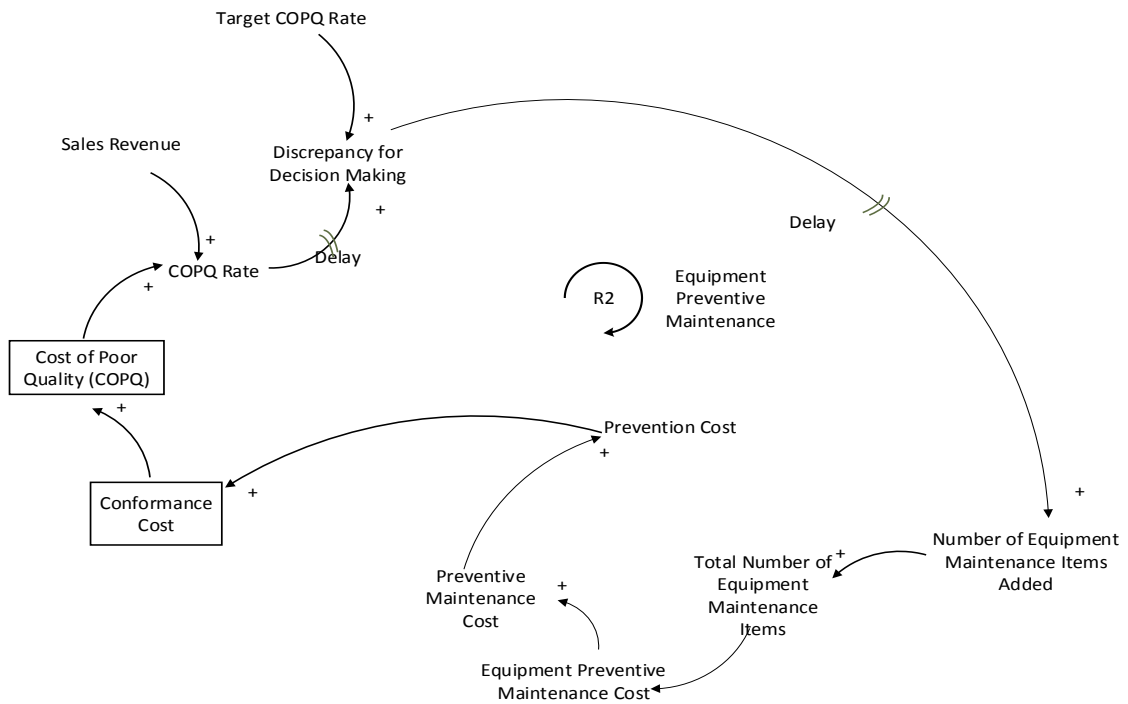 Target COPQ Rate
+
Sales Revenue
Discrepancy for
Decision Making
+
Delay
+
Delay
COPQ Rate
+
Equipment
Preventive
Maintenance
R2
Cost of Poor
Quality (COPQ)
+
Prevention Cost
+
+
Conformance
Cost
+
Number of Equipment
Maintenance Items
Added
+
Total Number of
Equipment
Maintenance
Items
Preventive
Maintenance
Cost
+
Equipment Preventive
Maintenance Cost